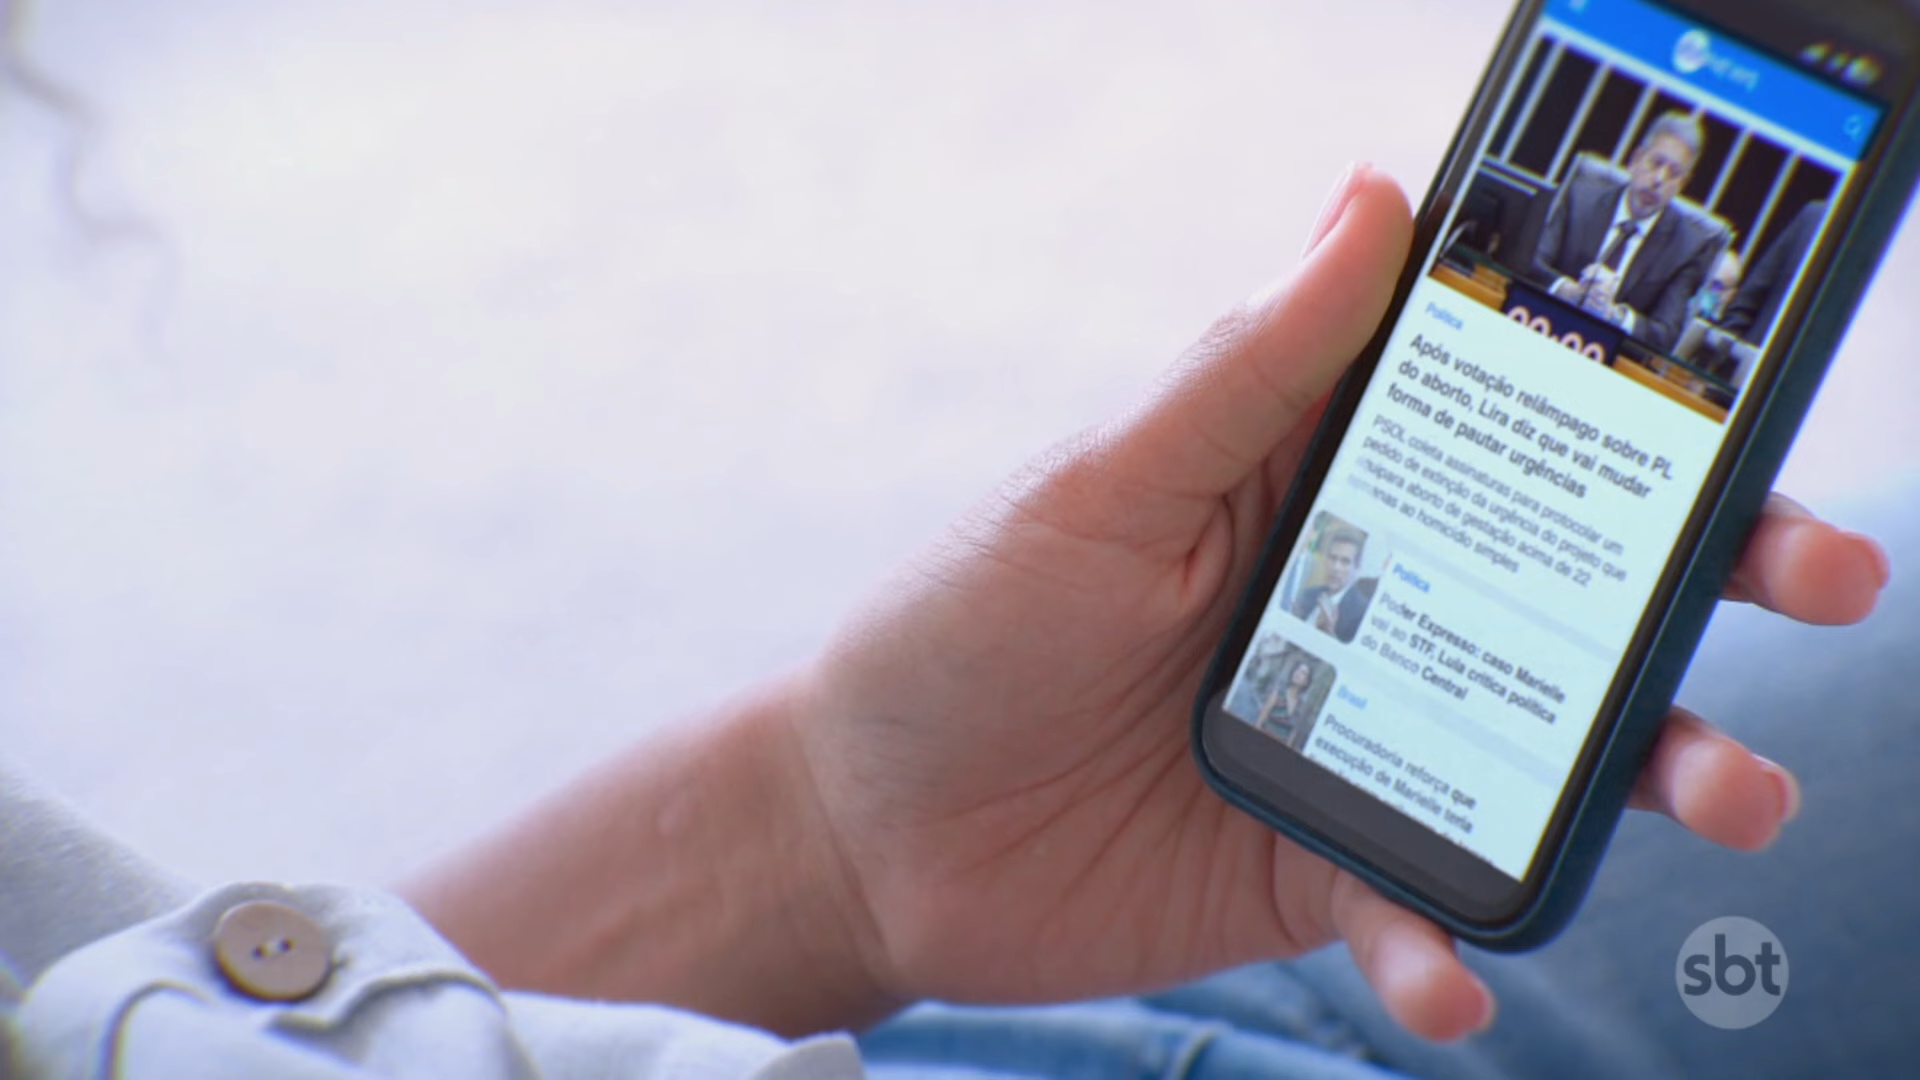 news
Política
Após votação relâmpago sobre PL
do aborto, Lira diz que vai mudar
forma de pautar urgências
PSOL coleta assinaturas para protocolar um
pedido de extinção da urgência do projeto que
equipara aborto de gestação acima de 22
semanas ao homicídio simples
Política
Poder Expresso: caso Marielle
vai ao STF, Lula critica política
do Banco Central
Brasil
Procuradoria reforça que
execução de Marielle teria
sbt